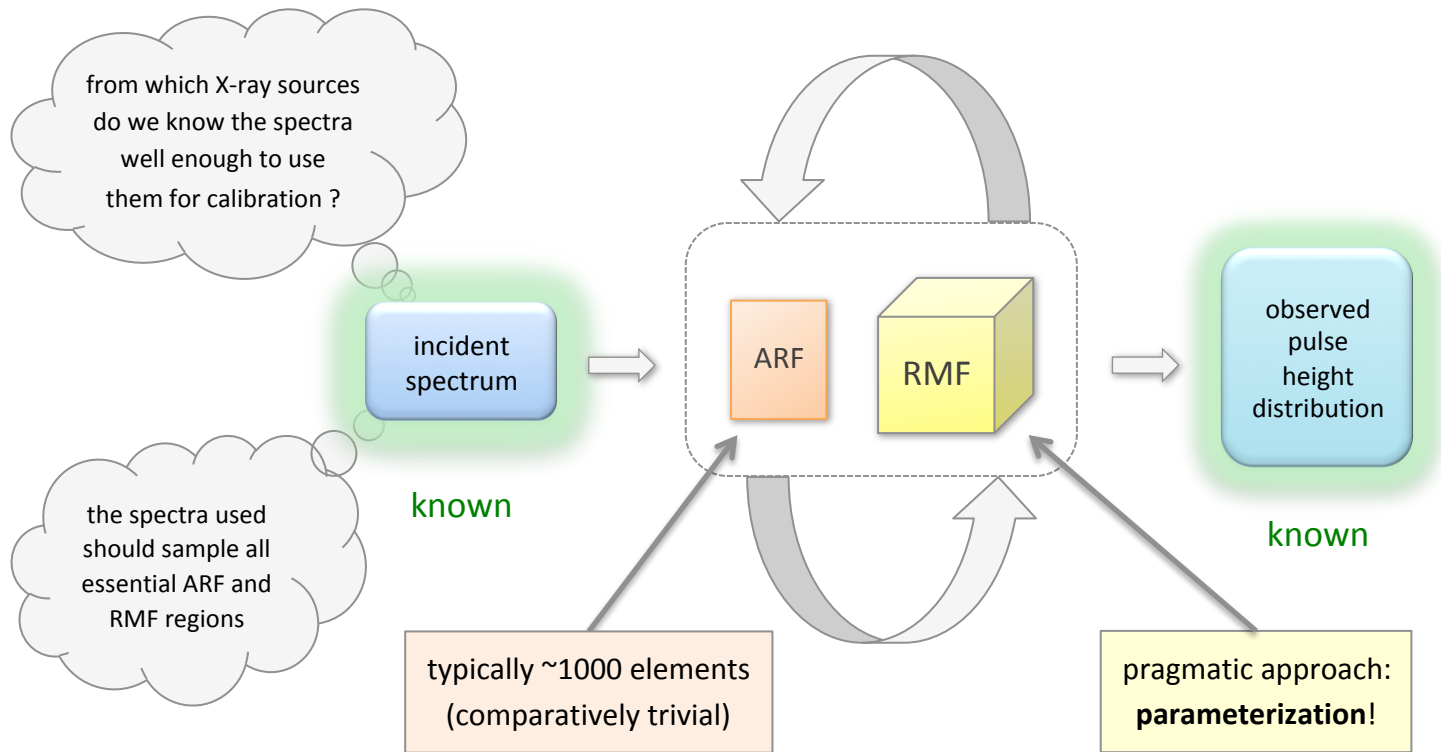 from which X-ray sources
do we know the spectra
well enough to use
them for calibration ?
incident
spectrum
known
the spectra used
should sample all
essential ARF and
RMF regions
ARF
RMF
observed
pulse
height
distribution
known
typically ~1000 elements
(comparatively trivial)
pragmatic approach:
parameterization!